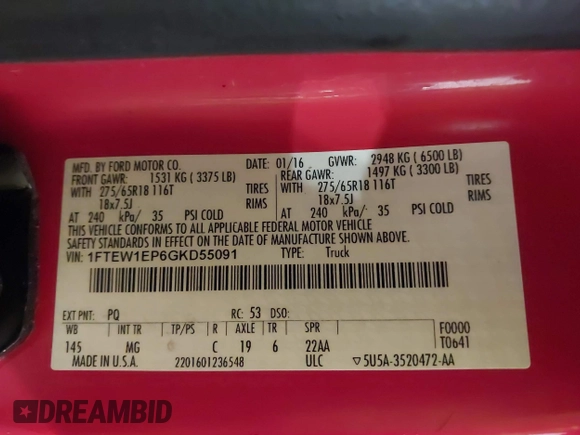 MFD. BY FORD MOTOR CO. DATE: 01/16 GVWR: 2948 KG ( 6500 LB)
FRONT GAWR: 1531 KG ( 3375 LB) REAR GAWR: 1497 KG ( 3300 LB)
WITH 275/65R18 116T TIRES WITH 275/65R18 116T TIRES
18x7.5J RIMS 18x7.5J RIMS
AT 240 kPa/ 35 PSI COLD AT 240 kPa/ 35 PSI COLD
THIS VEHICLE CONFORMS TO ALL APPLICABLE FEDERAL MOTOR VEHICLE
SAFETY STANDARDS IN EFFECT ON THE DATE OF MANUFACTURE SHOWN ABOVE.
VIN: 1FTEW1EP6GKD55091 TYPE: Truck
EXT PNT: PQ RC: 53 DSO:
WB INT TR TP/PS R AXLE TR SPR F0000
145 MG C 19 6 22AA T0641
MADE IN U.S.A. 2201601236548 ULC ▽5U5A-3520472-AA
DREAMBID